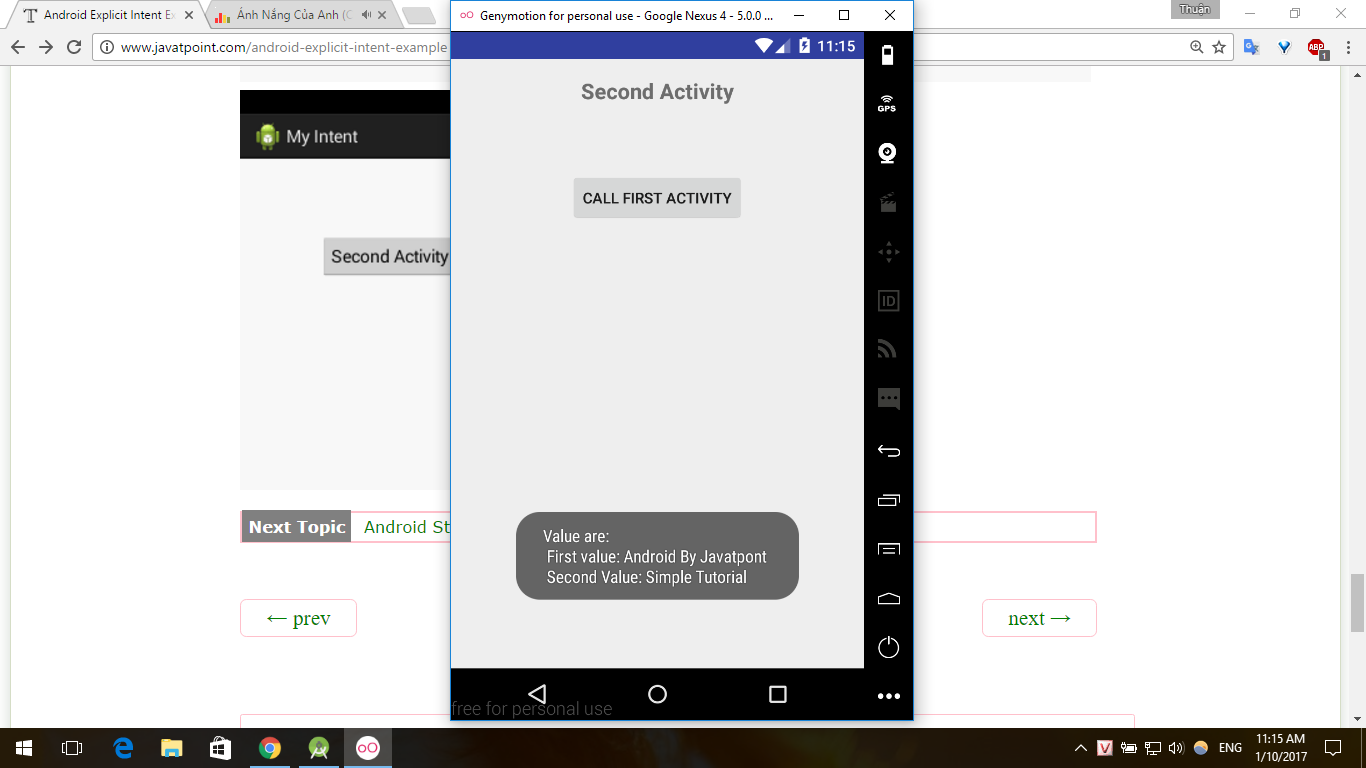 Android Explicit Intent Ex
Ánh Nắng Của Anh (C
Genymotion for personal use - Google Nexus 4 - 5.0.0 ...
Thuận
www.javatpoint.com/android-explicit-intent-example
ABP
1
11:15
Second Activity
GPS
My Intent
CALL FIRST ACTIVITY
Second Activity
ID
Value are:
First value: Android By Javatpont
Second Value: Simple Tutorial
Next Topic
Android St
← prev
next →
free for personal use
ENG
11:15 AM
1/10/2017